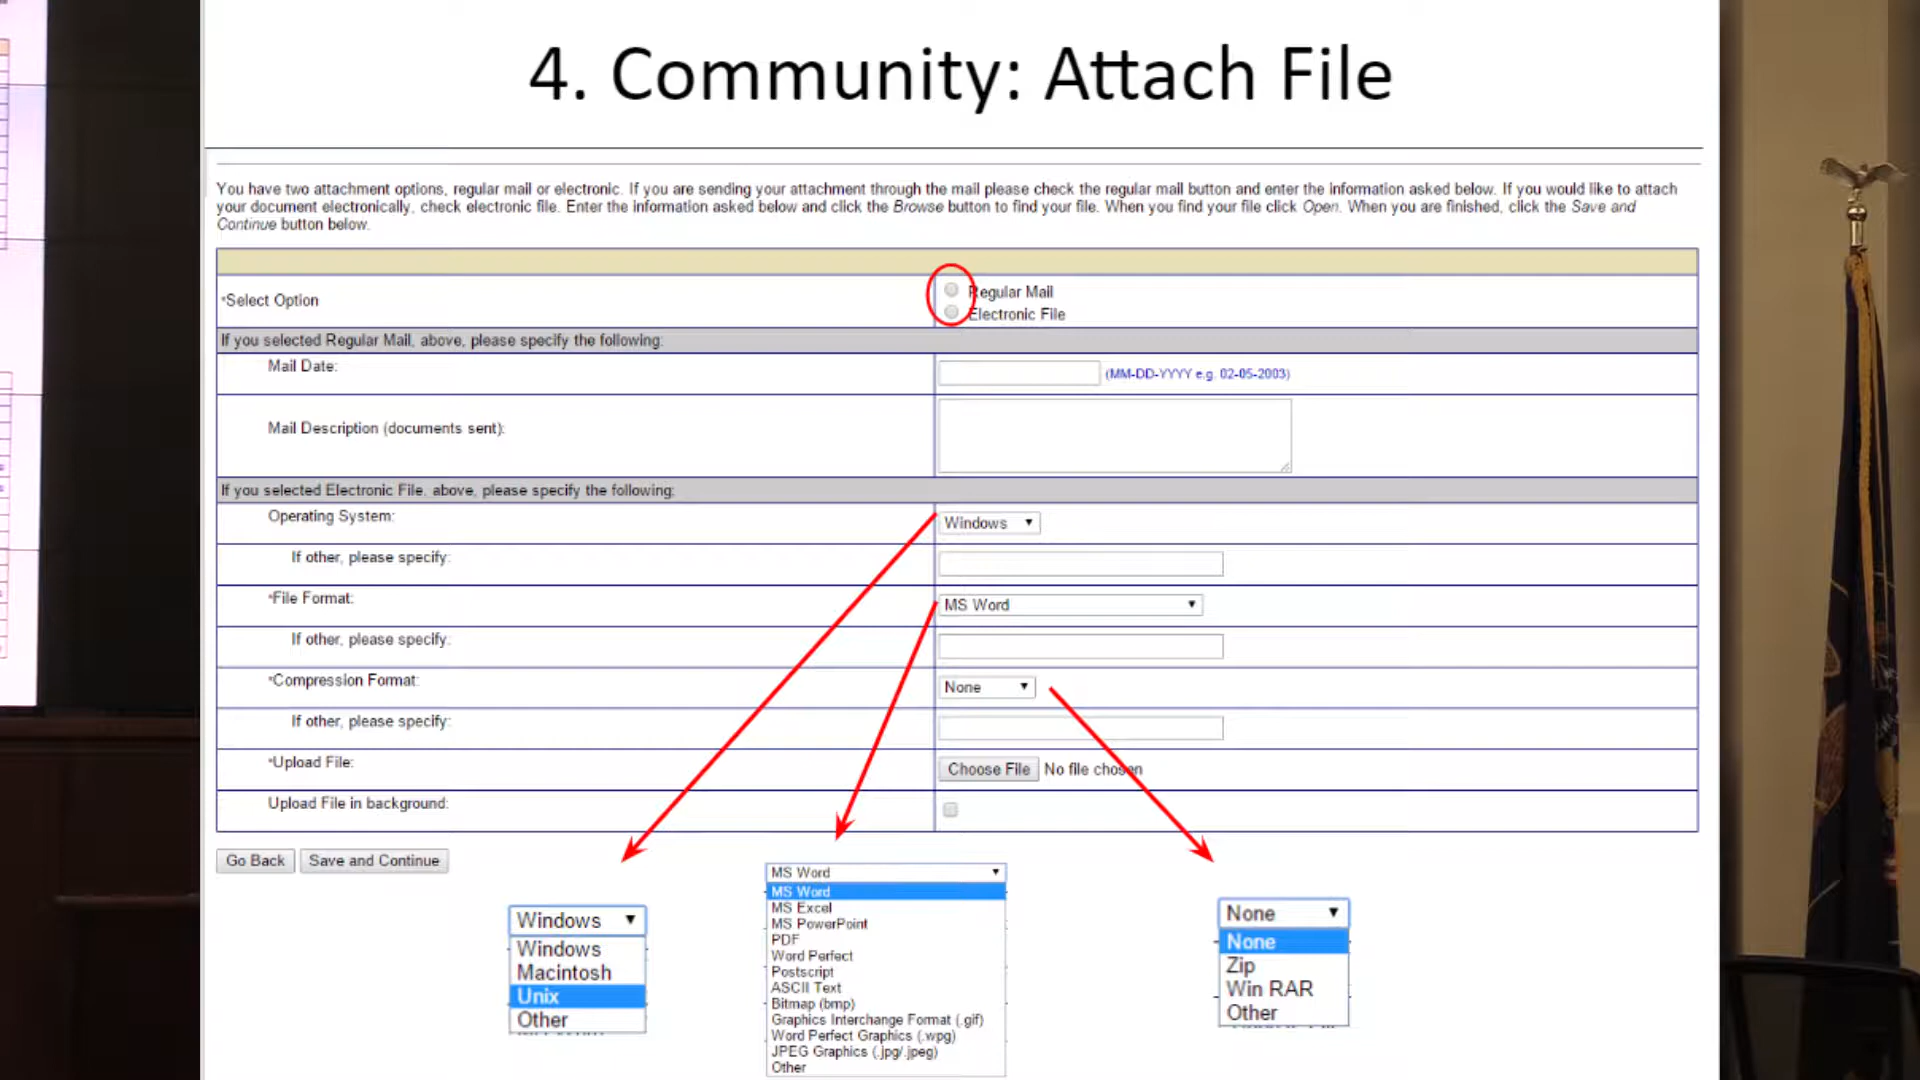 4. Community: Attach File
You have two attachment options, regular mail or electronic. If you are sending your attachment through the mail please check the regular mail button and enter the information asked below. If you would like to attach
your document electronically, check electronic file. Enter the information asked below and click the Browse button to find your file. When you find your file click Open. When you are finished, click the Save and
Continue button below.
*Select Option
Regular Mail
Electronic File
If you selected Regular Mail, above, please specify the following:
Mail Date:
(MM-DD-YYYY e.g. 02-05-2003)
Mail Description (documents sent):
If you selected Electronic File, above, please specify the following:
Operating System:
Windows
If other, please specify:
*File Format:
MS Word
If other, please specify:
*Compression Format:
None
If other, please specify:
*Upload File:
Choose File No file chosen
Upload File in background:
Go Back Save and Continue
Windows
Windows
Macintosh
Unix
Other
MS Word
MS Word
MS Excel
MS PowerPoint
PDF
Word Perfect
Postscript
ASCII Text
Bitmap (bmp)
Graphics Interchange Format (.gif)
Word Perfect Graphics (.wpg)
JPEG Graphics (.jpg/.jpeg)
Other
None
None
Zip
Win RAR
Other